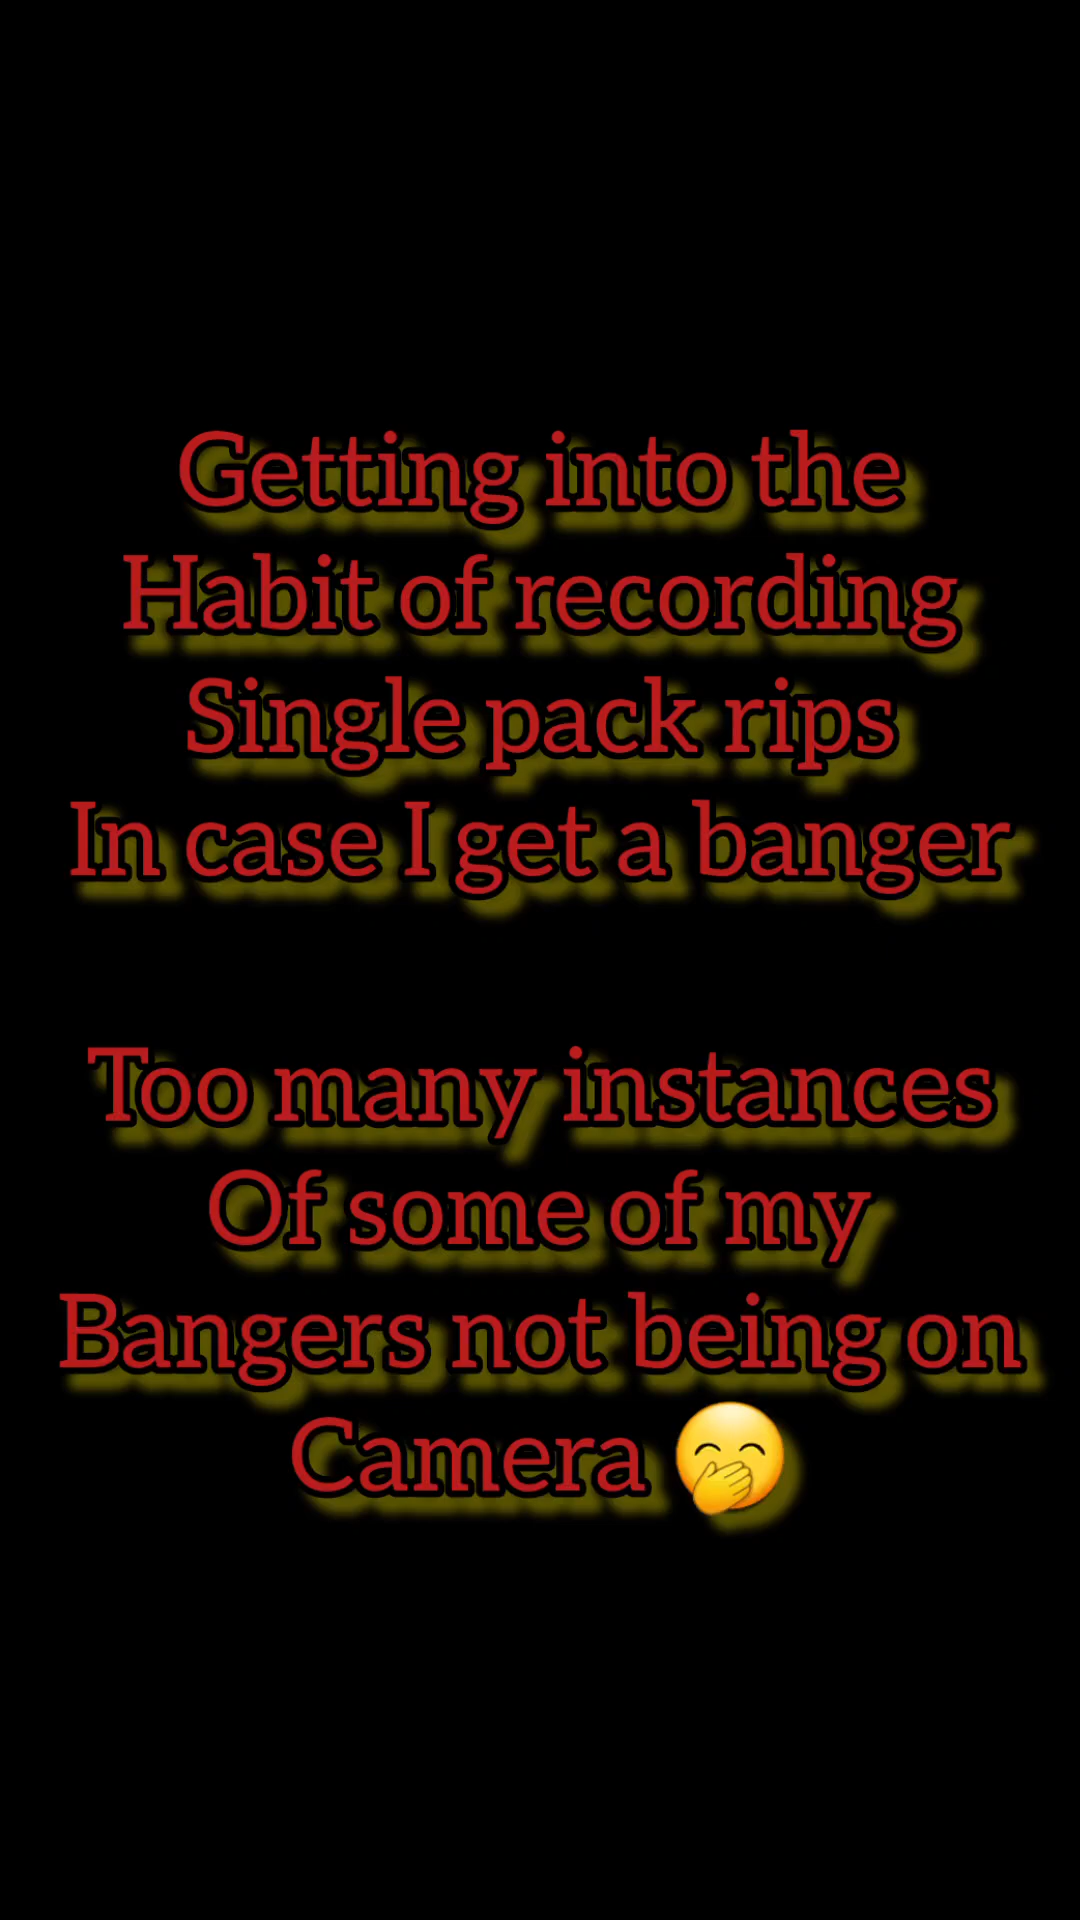 Getting into the
Habit of recording
Single pack rips
In case I get a banger
Too many instances
Of some of my
Bangers not being on
Camera 🤭